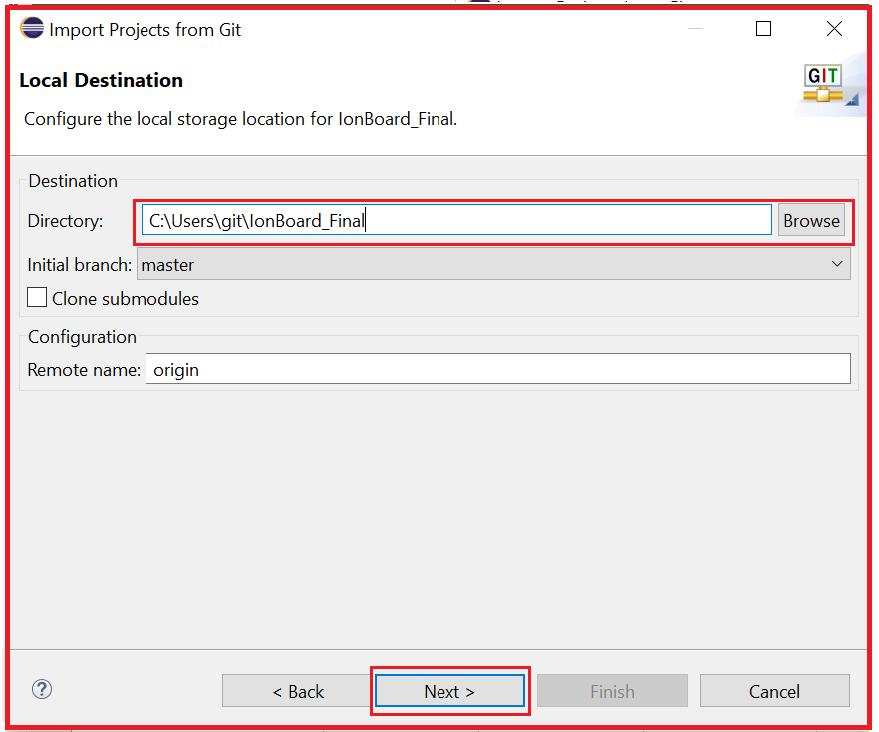 Import Projects from Git
Local Destination
GIT
Configure the local storage location for IonBoard_Final.
Destination
Directory: C:\Users\git\IonBoard_Final Browse
Initial branch: master
Clone submodules
Configuration
Remote name: origin
? < Back Next > Finish Cancel